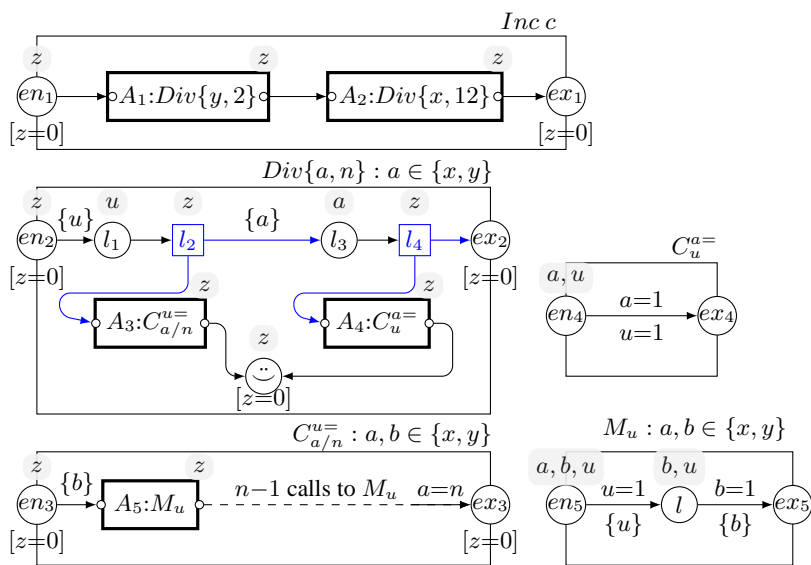 Inc c
z z z
en₁ A₁:Div{y, 2} A₂:Div{x, 12} ex₁
[z=0] [z=0]
Div{a, n} : a ∈ {x, y}
z u z a z
{u} {a}
en₂ l₁ l₂ l₃ l₄ ex₂
[z=0] [z=0]
z z
A₃:C^{u=}_{a/n} A₄:C^{a=}_{u}
z
[z=0]
C^{a=}_{u}
a, u
en₄ a=1 ex₄
u=1
C^{u=}_{a/n} : a, b ∈ {x, y}
z z
{b}
en₃ A₅:M_u n−1 calls to M_u a=n ex₃
[z=0] [z=0]
M_u : a, b ∈ {x, y}
a, b, u b, u
u=1 b=1
en₅ l ex₅
{u} {b}